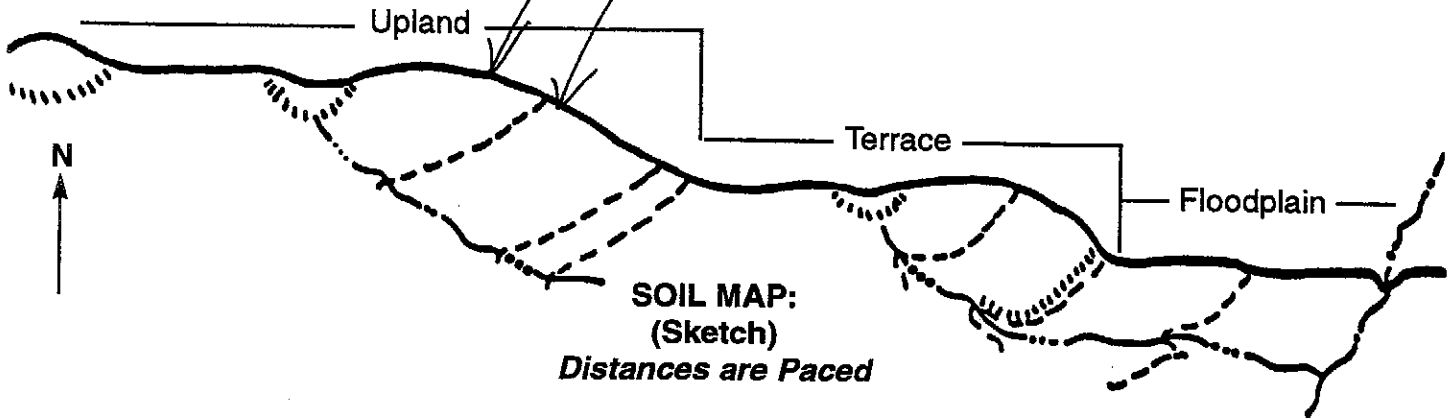 Upland
Terrace
N
Floodplain
SOIL MAP:
(Sketch)
Distances are Paced